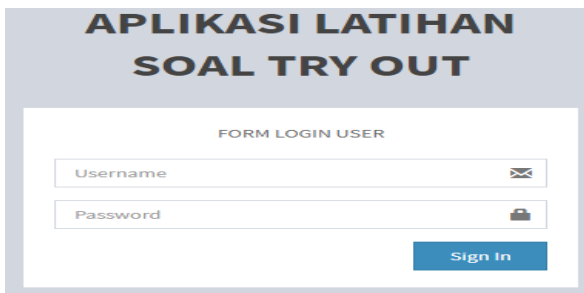 APLIKASI LATIHAN
SOAL TRY OUT
FORM LOGIN USER
Username
Password
Sign In